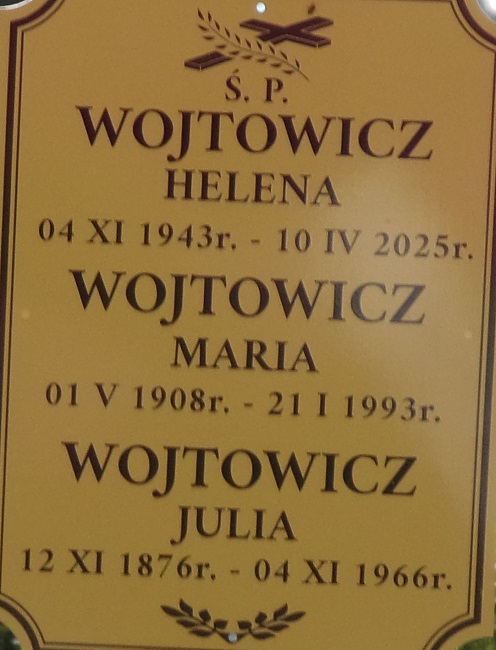 Ś. P.
WOJTOWICZ
HELENA
04 XI 1943r. - 10 IV 2025r.
WOJTOWICZ
MARIA
01 V 1908r. - 21 I 1993r.
WOJTOWICZ
JULIA
12 XI 1876r. - 04 XI 1966r.